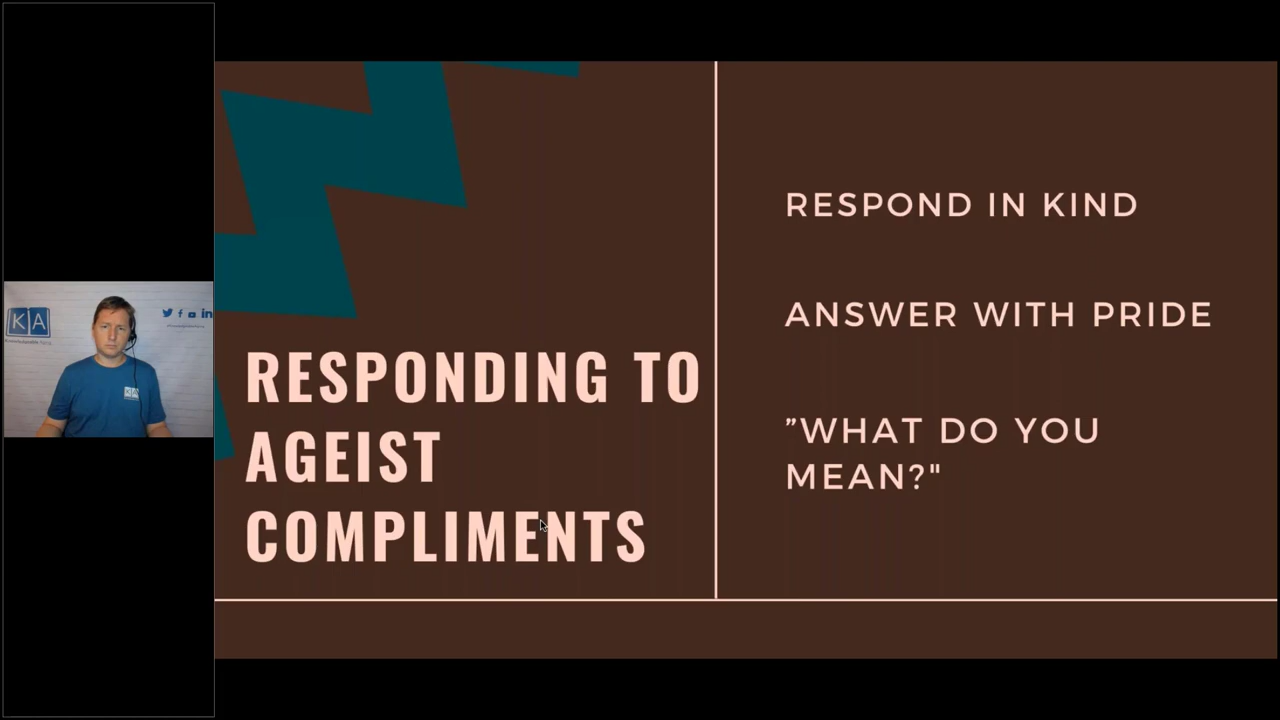 KA
RESPONDING TO
AGEIST
COMPLIMENTS
RESPOND IN KIND
ANSWER WITH PRIDE
”WHAT DO YOU
MEAN?"